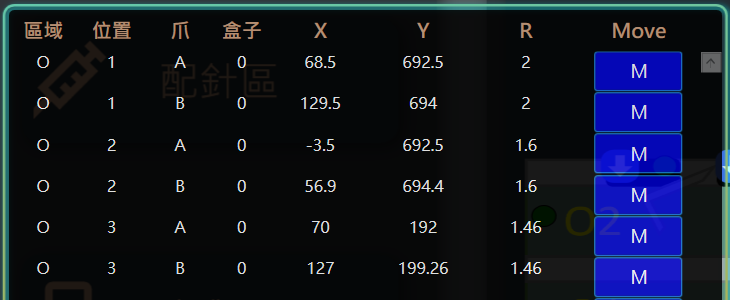 區域 位置 爪 盒子 X Y R Move
O 1 A 0 68.5 692.5 2 M
配針區
O 1 B 0 129.5 694 2 M
O 2 A 0 -3.5 692.5 1.6 M
O 2 B 0 56.9 694.4 1.6 M
O2
O 3 A 0 70 192 1.46 M
O 3 B 0 127 199.26 1.46 M